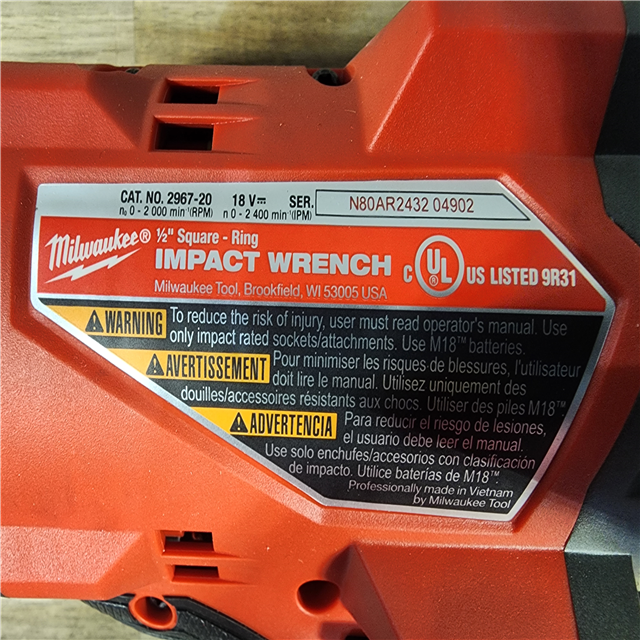 CAT. NO. 2967-20 18 V⎓ SER. N80AR2432 04902
n₀ 0 - 2 000 min⁻¹(RPM) n 0 - 2 400 min⁻¹(IPM)
Milwaukee® ½" Square - Ring
IMPACT WRENCH
Milwaukee Tool, Brookfield, WI 53005 USA
C UL® US LISTED 9R31
WARNING To reduce the risk of injury, user must read operator's manual. Use
only impact rated sockets/attachments. Use M18™ batteries.
AVERTISSEMENT Pour minimiser les risques de blessures, l'utilisateur
doit lire le manuel. Utilisez uniquement des
douilles/accessoires résistants aux chocs. Utiliser des piles M18™.
ADVERTENCIA Para reducir el riesgo de lesiones,
el usuario debe leer el manual.
Use solo enchufes/accesorios con clasificación
de impacto. Utilice baterías de M18™.
Professionally made in Vietnam
by Milwaukee Tool